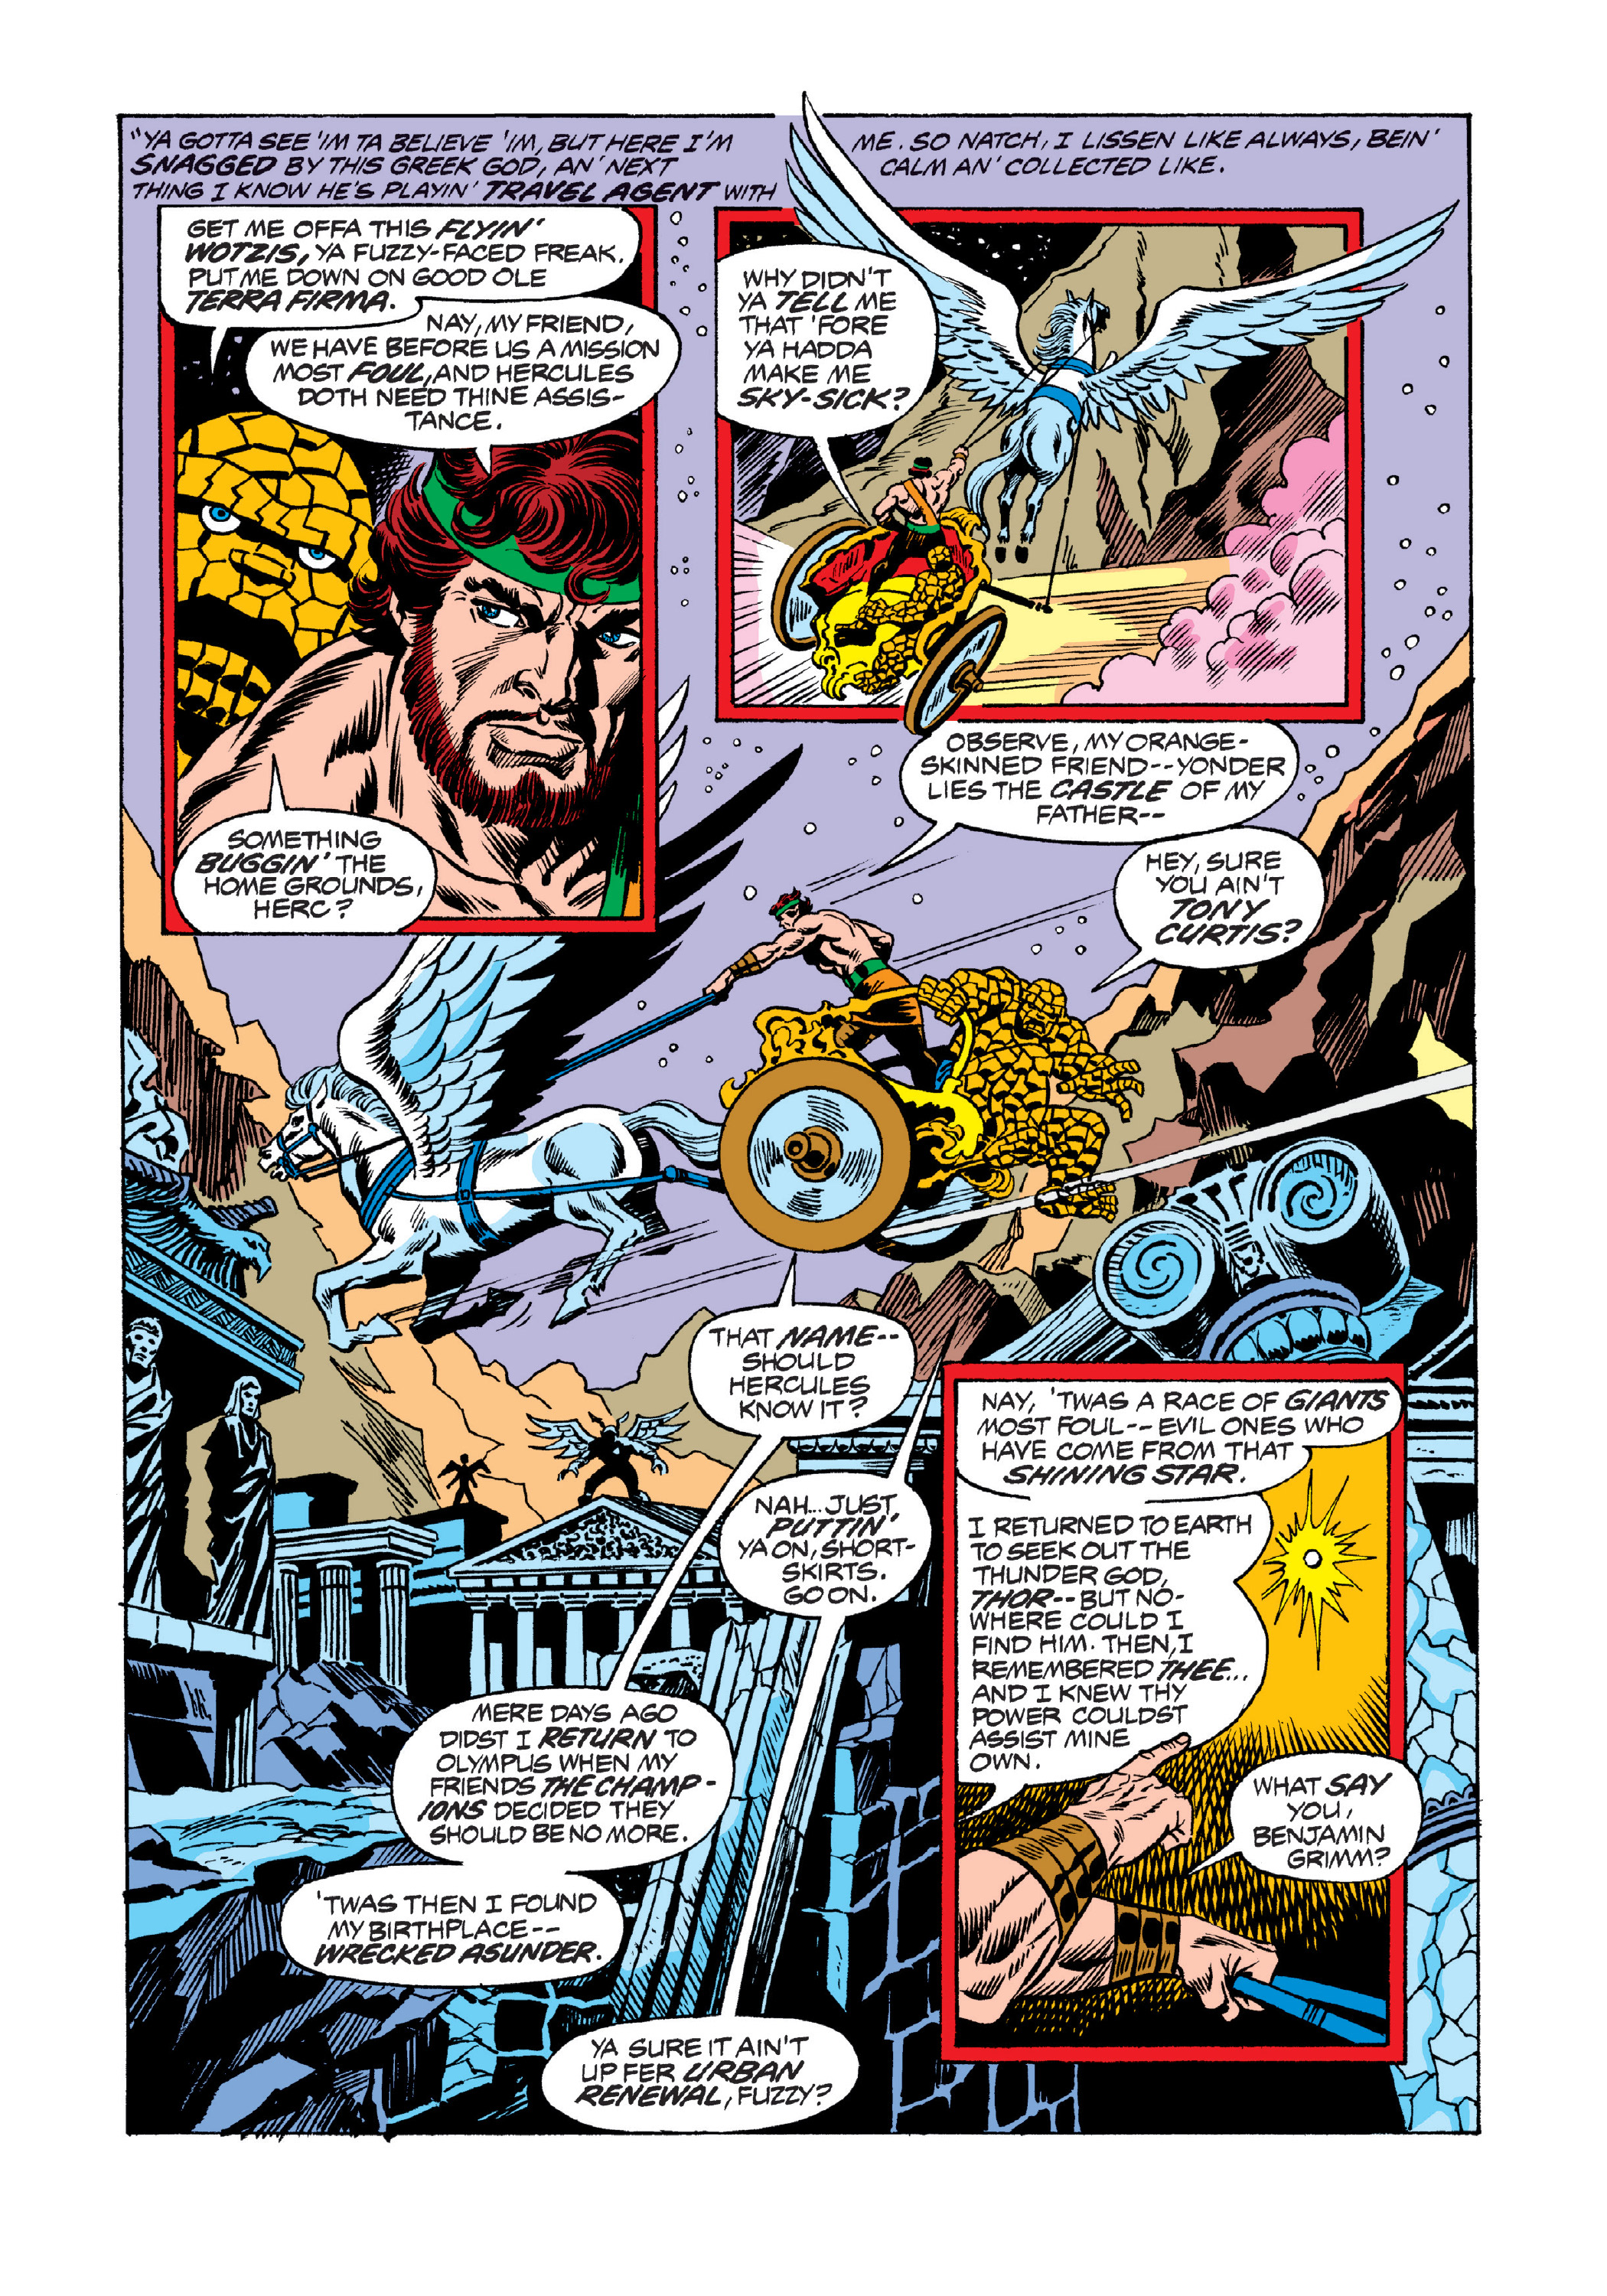 "YA GOTTA SEE 'IM TA BELIEVE 'IM, BUT HERE I'M
SNAGGED BY THIS GREEK GOD, AN' NEXT
THING I KNOW HE'S PLAYIN' TRAVEL AGENT WITH
ME. SO NATCH, I LISSEN LIKE ALWAYS, BEIN'
CALM AN' COLLECTED LIKE.
GET ME OFFA THIS FLYIN'
WOTZIS, YA FUZZY-FACED FREAK.
PUT ME DOWN ON GOOD OLE
TERRA FIRMA.
NAY, MY FRIEND,
WE HAVE BEFORE US A MISSION
MOST FOUL, AND HERCULES
DOTH NEED THINE ASSIS-
TANCE.
SOMETHING
BUGGIN' THE
HOME GROUNDS,
HERC?
WHY DIDN'T
YA TELL ME
THAT 'FORE
YA HADDA
MAKE ME
SKY-SICK?
OBSERVE, MY ORANGE-
SKINNED FRIEND--YONDER
LIES THE CASTLE OF MY
FATHER--
HEY, SURE
YOU AIN'T
TONY
CURTIS?
THAT NAME--
SHOULD
HERCULES
KNOW IT?
NAH...JUST
PUTTIN'
YA ON, SHORT-
SKIRTS.
GO ON.
MERE DAYS AGO
DIDST I RETURN TO
OLYMPUS WHEN MY
FRIENDS THE CHAMP-
IONS DECIDED THEY
SHOULD BE NO MORE.
'TWAS THEN I FOUND
MY BIRTHPLACE--
WRECKED ASUNDER.
YA SURE IT AIN'T
UP FER URBAN
RENEWAL, FUZZY?
NAY, 'TWAS A RACE OF GIANTS
MOST FOUL--EVIL ONES WHO
HAVE COME FROM THAT
SHINING STAR.
I RETURNED TO EARTH
TO SEEK OUT THE
THUNDER GOD,
THOR--BUT NO-
WHERE COULD I
FIND HIM. THEN, I
REMEMBERED THEE...
AND I KNEW THY
POWER COULDST
ASSIST MINE
OWN.
WHAT SAY
YOU,
BENJAMIN
GRIMM?